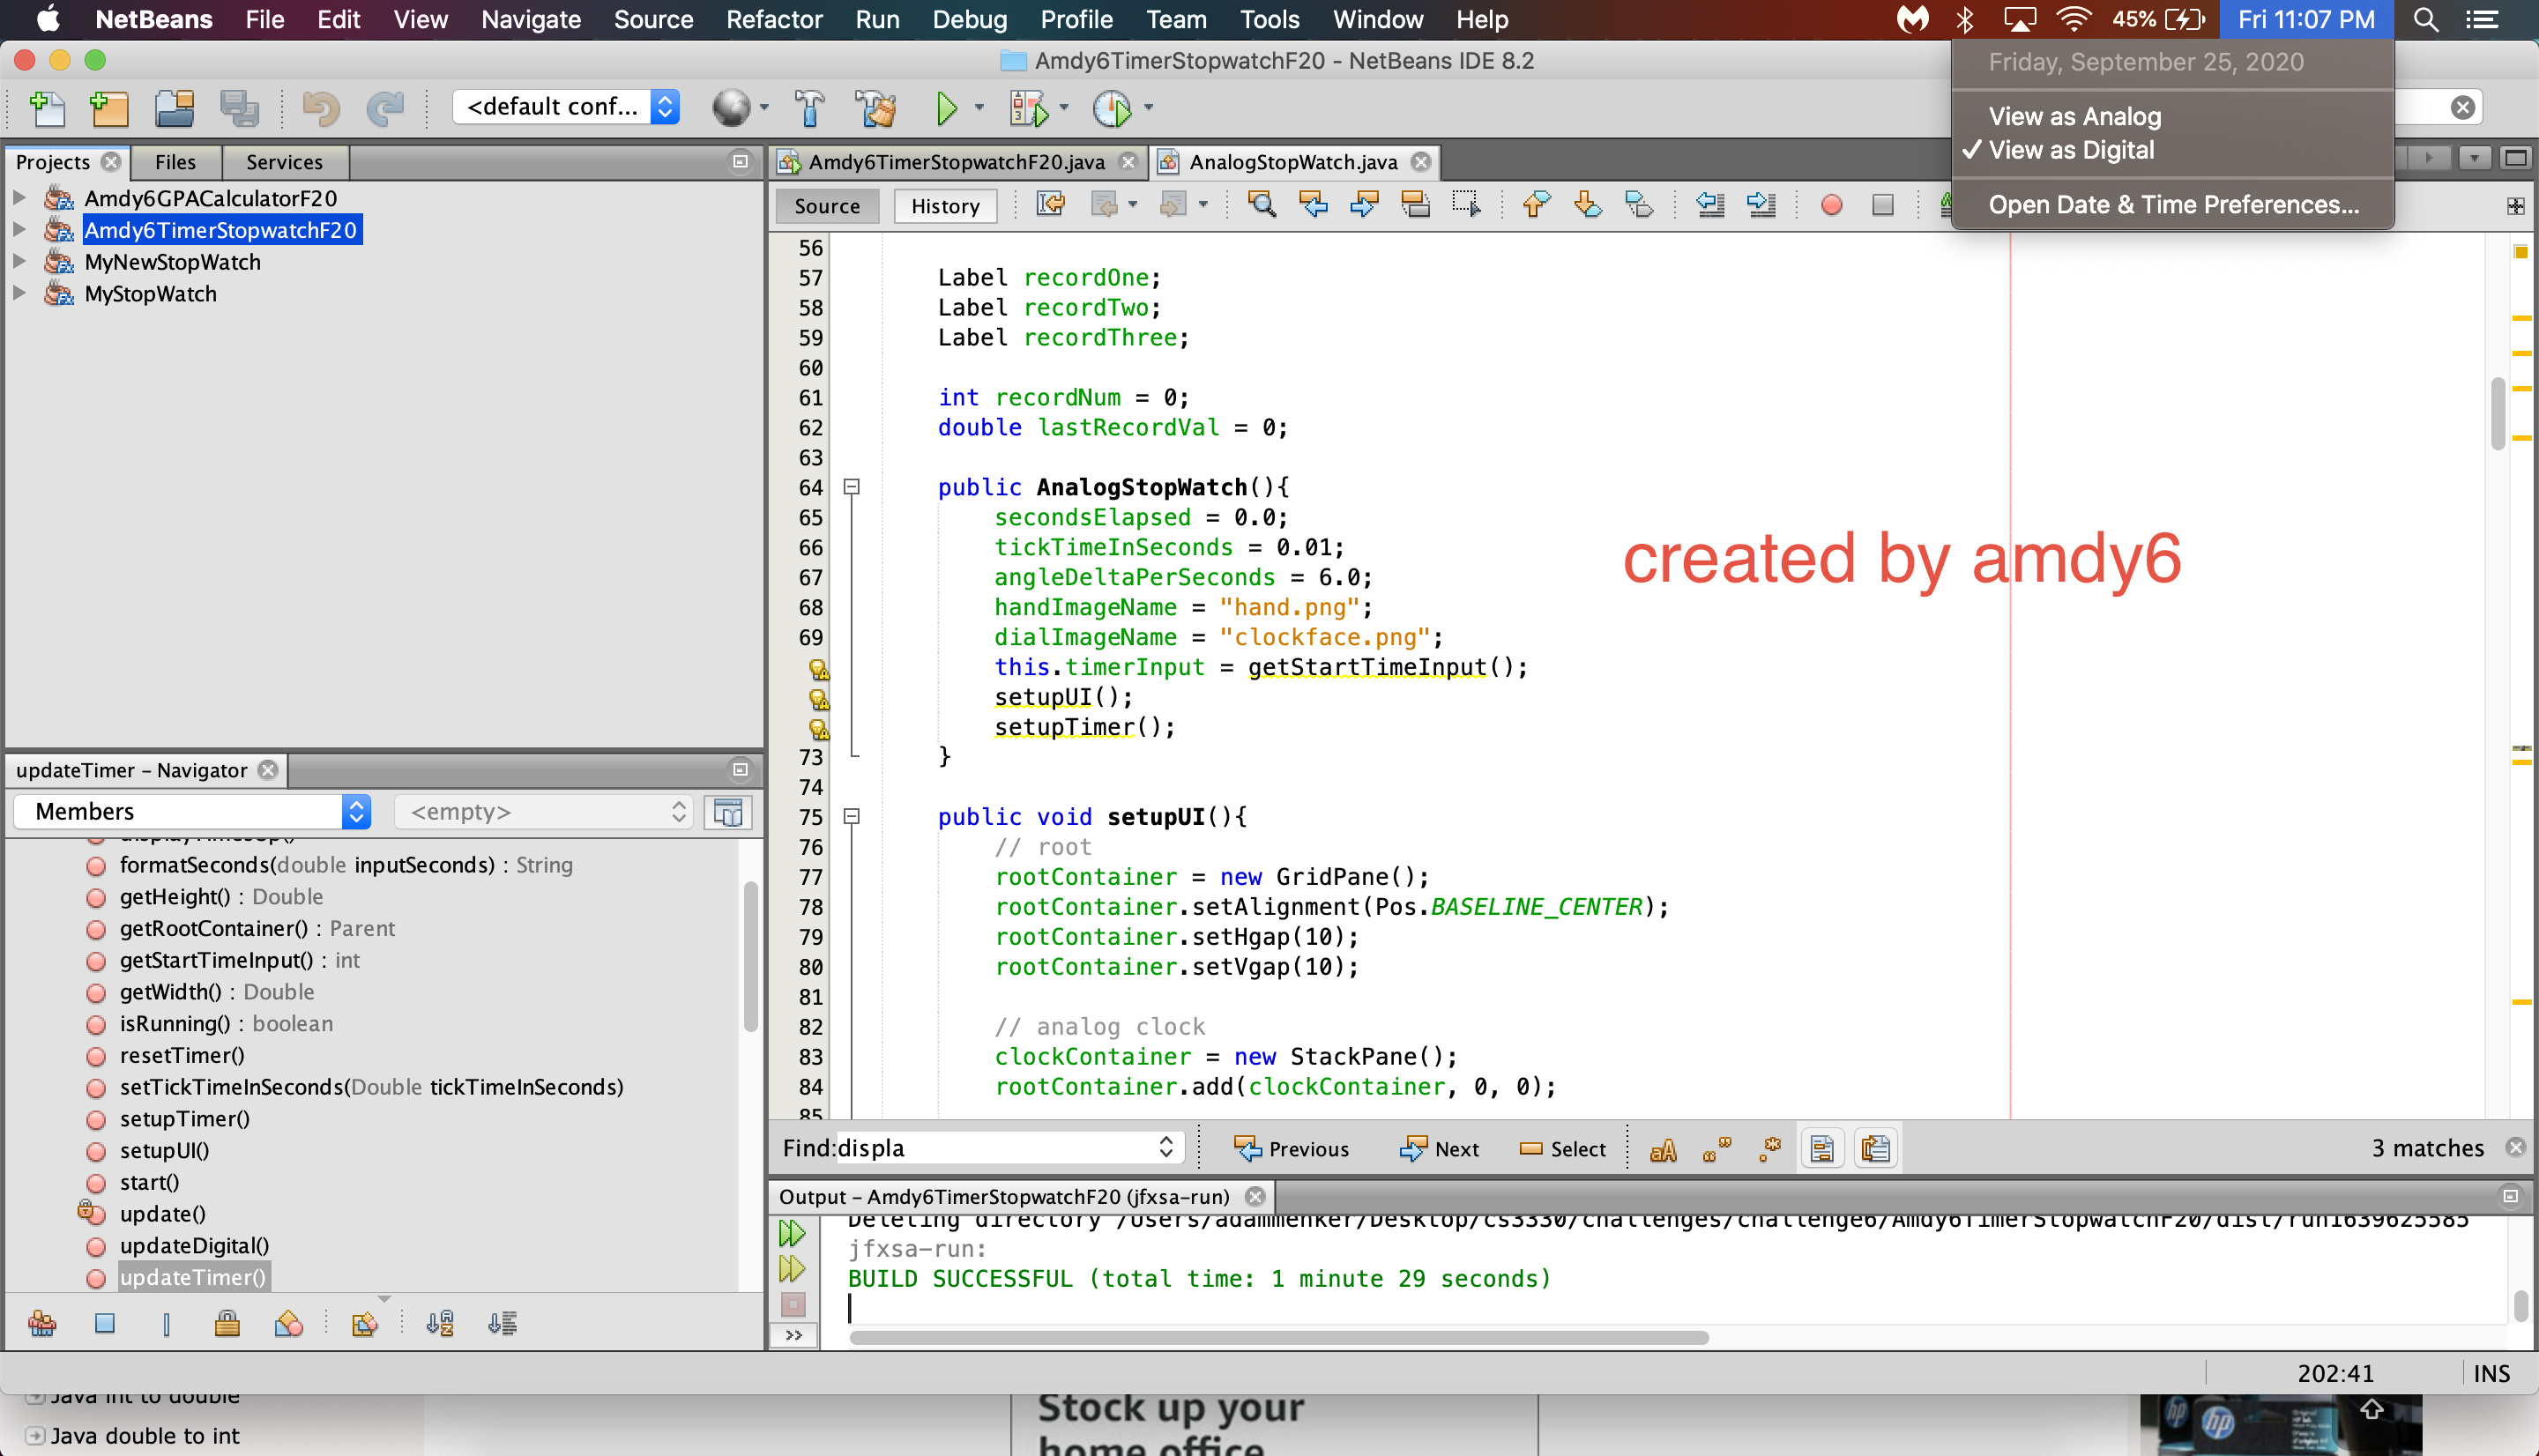 NetBeans File Edit View Navigate Source Refactor Run Debug Profile Team Tools Window Help 45% Fri 11:07 PM
Amdy6TimerStopwatchF20 - NetBeans IDE 8.2
Friday, September 25, 2020
View as Analog
✓ View as Digital
Open Date & Time Preferences...
<default conf...
Projects Files Services
Amdy6GPACalculatorF20
Amdy6TimerStopwatchF20
MyNewStopWatch
MyStopWatch
Amdy6TimerStopwatchF20.java AnalogStopWatch.java
Source History
56
57 Label recordOne;
58 Label recordTwo;
59 Label recordThree;
60
61 int recordNum = 0;
62 double lastRecordVal = 0;
63
64 public AnalogStopWatch(){
65 secondsElapsed = 0.0;
66 tickTimeInSeconds = 0.01;
67 angleDeltaPerSeconds = 6.0;
68 handImageName = "hand.png";
69 dialImageName = "clockface.png";
this.timerInput = getStartTimeInput();
setupUI();
setupTimer();
73 }
74
75 public void setupUI(){
76 // root
77 rootContainer = new GridPane();
78 rootContainer.setAlignment(Pos.BASELINE_CENTER);
79 rootContainer.setHgap(10);
80 rootContainer.setVgap(10);
81
82 // analog clock
83 clockContainer = new StackPane();
84 rootContainer.add(clockContainer, 0, 0);
85
created by amdy6
updateTimer - Navigator
Members <empty>
displayTimesUp()
formatSeconds(double inputSeconds) : String
getHeight() : Double
getRootContainer() : Parent
getStartTimeInput() : int
getWidth() : Double
isRunning() : boolean
resetTimer()
setTickTimeInSeconds(Double tickTimeInSeconds)
setupTimer()
setupUI()
start()
update()
updateDigital()
updateTimer()
Find: displa Previous Next Select 3 matches
Output - Amdy6TimerStopwatchF20 (jfxsa-run)
Deleting directory /Users/adammenker/Desktop/cs3330/challenges/challenge6/Amdy6TimerStopwatchF20/dist/run1639625585
jfxsa-run:
BUILD SUCCESSFUL (total time: 1 minute 29 seconds)
202:41 INS
Java int to double
Java double to int
Stock up your
home office
hp hp